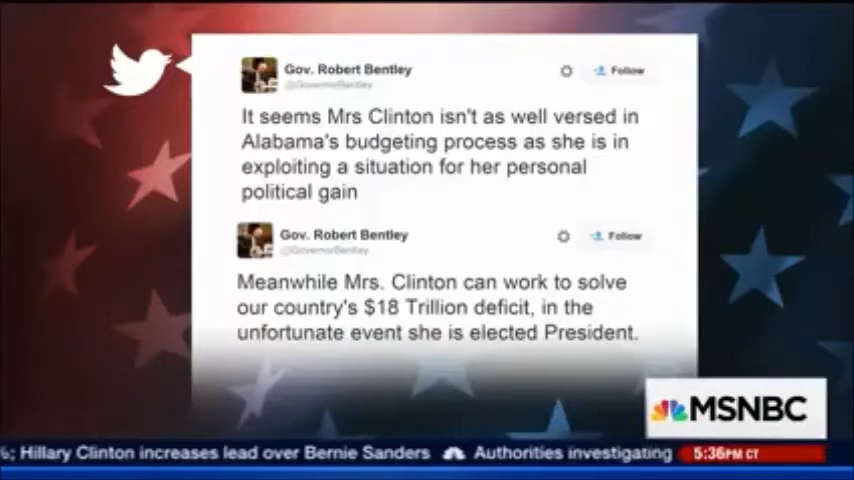 Gov. Robert Bentley
@GovernorBentley
Follow
It seems Mrs Clinton isn't as well versed in
Alabama's budgeting process as she is in
exploiting a situation for her personal
political gain
Gov. Robert Bentley
@GovernorBentley
Follow
Meanwhile Mrs. Clinton can work to solve
our country's $18 Trillion deficit, in the
unfortunate event she is elected President.
MSNBC
%; Hillary Clinton increases lead over Bernie Sanders Authorities investigating 5:36PM CT